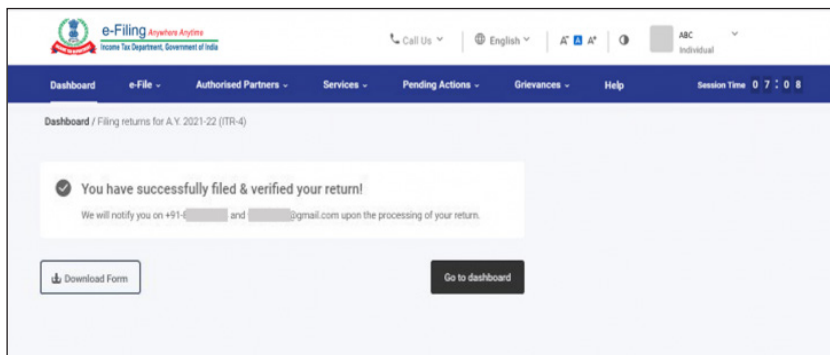 e-Filing Anywhere Anytime
Income Tax Department, Government of India
Call Us
English
A- A A+
ABC
Individual
Dashboard e-File Authorised Partners Services Pending Actions Grievances Help Session Time 0 7 : 0 8
Dashboard / Filing returns for A.Y. 2021-22 (ITR-4)
You have successfully filed & verified your return!
We will notify you on +91-8 and @gmail.com upon the processing of your return.
Download Form
Go to dashboard